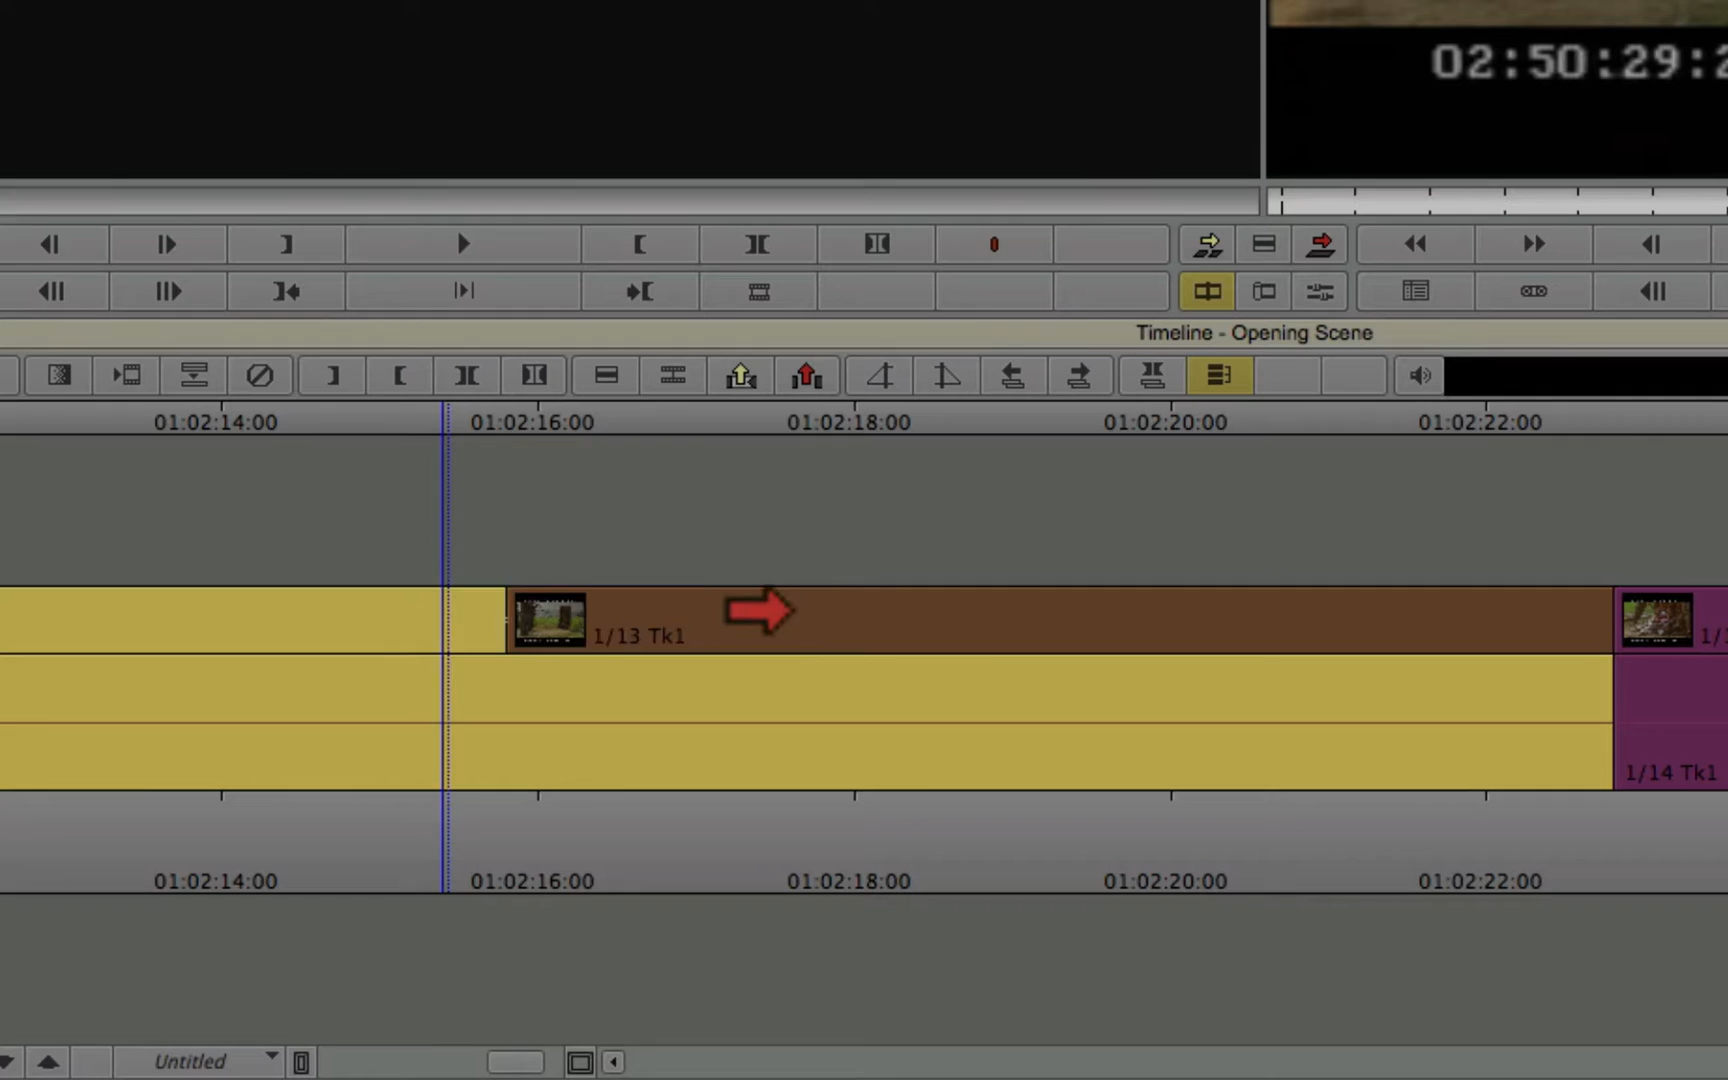 02:50:29:2
Timeline - Opening Scene
01:02:14:00 01:02:16:00 01:02:18:00 01:02:20:00 01:02:22:00
1/13 Tk1
1/14 Tk1
01:02:14:00 01:02:16:00 01:02:18:00 01:02:20:00 01:02:22:00
Untitled